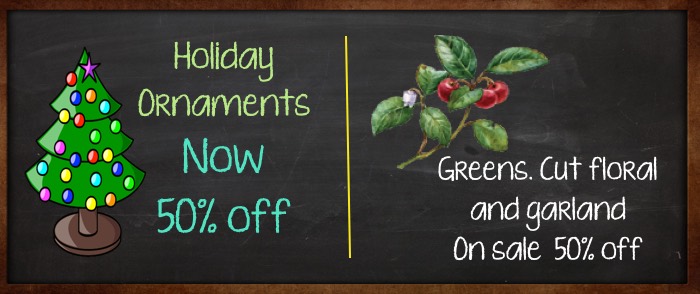 Holiday
Ornaments
Now
50% off
Greens. Cut floral
and garland
On sale 50% off